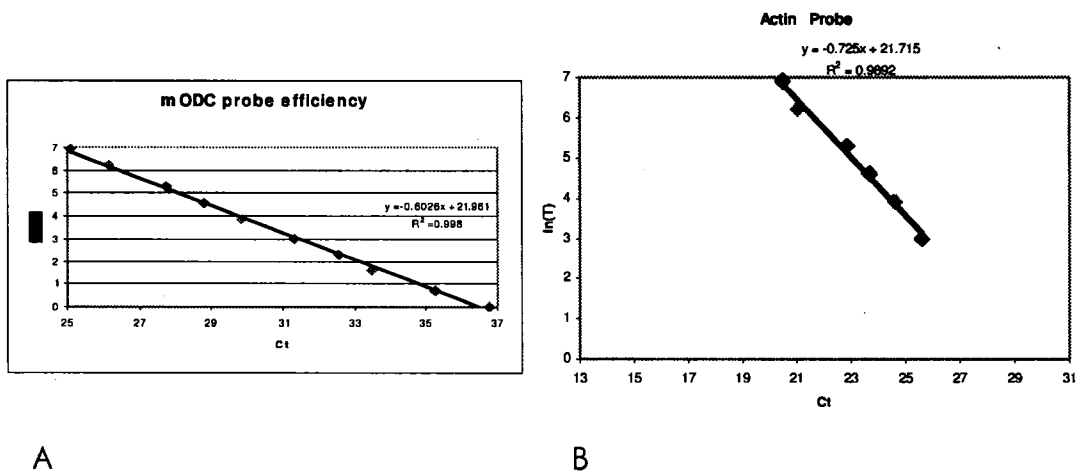 mODC probe efficiency
7
6
5
4
3
2
1
0
y = -0.6026x + 21.961
R² = 0.998
25 27 29 31 33 35 37
Ct
A
Actin Probe
y = -0.725x + 21.715
R² = 0.9892
7
6
5
4
3
2
1
0
ln(T)
13 15 17 19 21 23 25 27 29 31
Ct
B